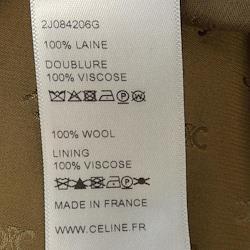 2J084206G
100% LAINE
DOUBLURE
100% VISCOSE
100% WOOL
LINING
100% VISCOSE
MADE IN FRANCE
WWW.CELINE.FR